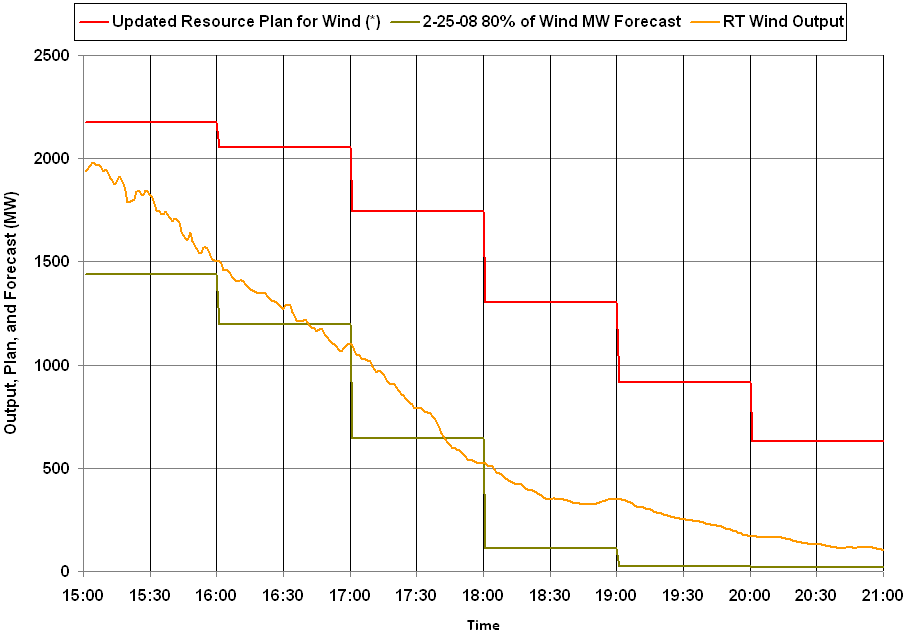 Updated Resource Plan for Wind (*) 2-25-08 80% of Wind MW Forecast RT Wind Output
2500
2000
1500
1000
500
0
Output, Plan, and Forecast (MW)
15:00 15:30 16:00 16:30 17:00 17:30 18:00 18:30 19:00 19:30 20:00 20:30 21:00
Time